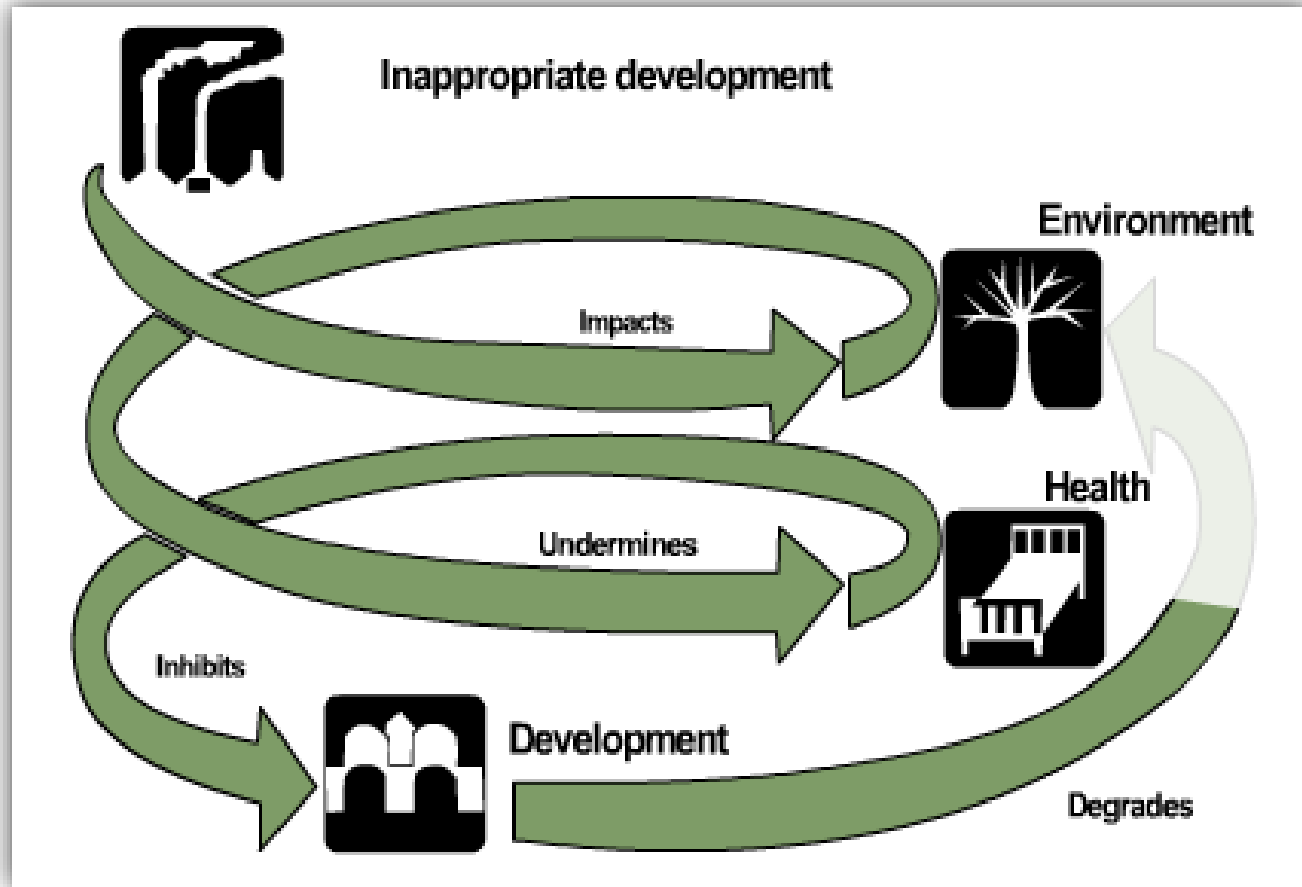 Inappropriate development
Environment
Impacts
Health
Undermines
Inhibits
Development
Degrades